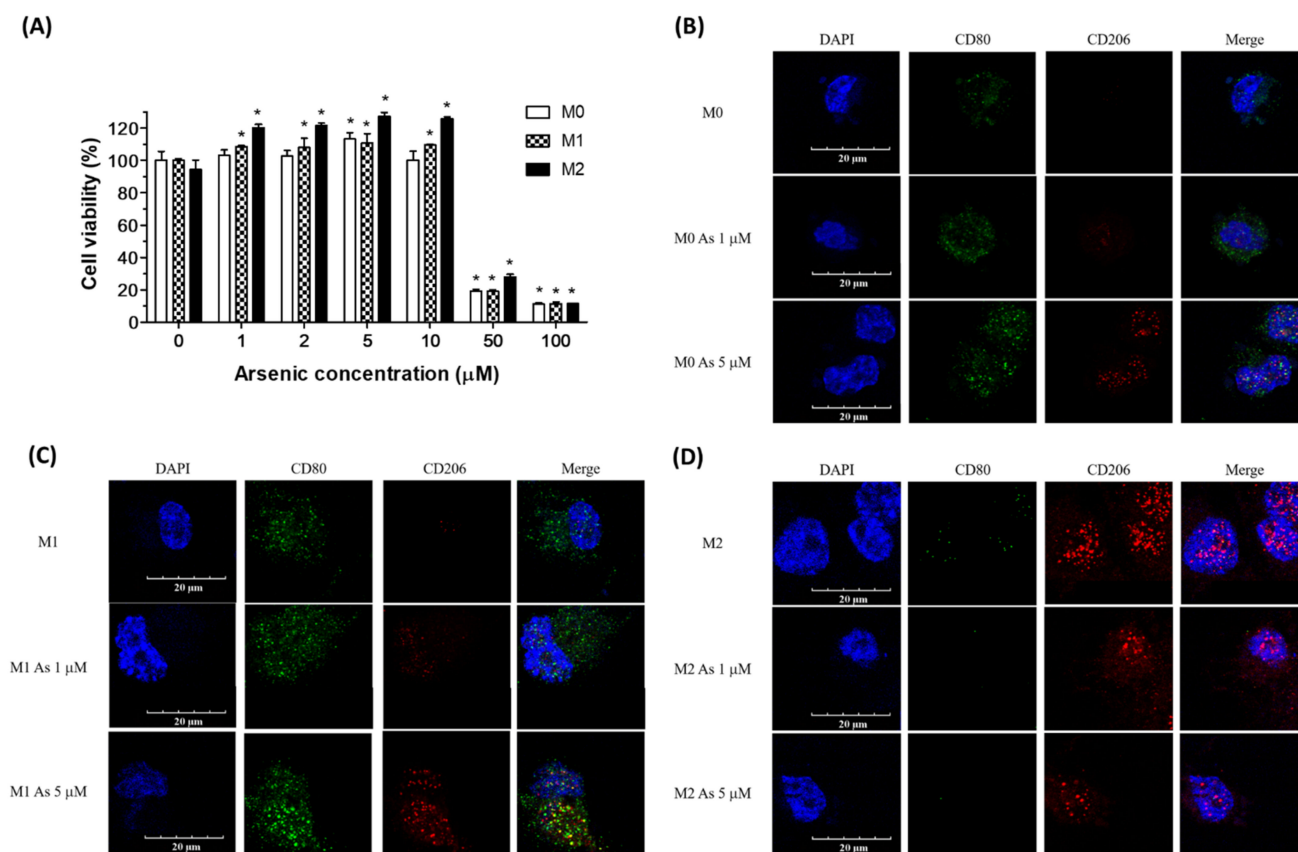 (A)
Cell viability (%)
120
100
80
60
40
20
0
* * * * * * * * * * * * * * *
M0
M1
M2
0 1 2 5 10 50 100
Arsenic concentration (μM)
(B)
DAPI CD80 CD206 Merge
M0
20 μm
M0 As 1 μM
20 μm
M0 As 5 μM
20 μm
(C)
DAPI CD80 CD206 Merge
M1
20 μm
M1 As 1 μM
20 μm
M1 As 5 μM
20 μm
(D)
DAPI CD80 CD206 Merge
M2
20 μm
M2 As 1 μM
20 μm
M2 As 5 μM
20 μm